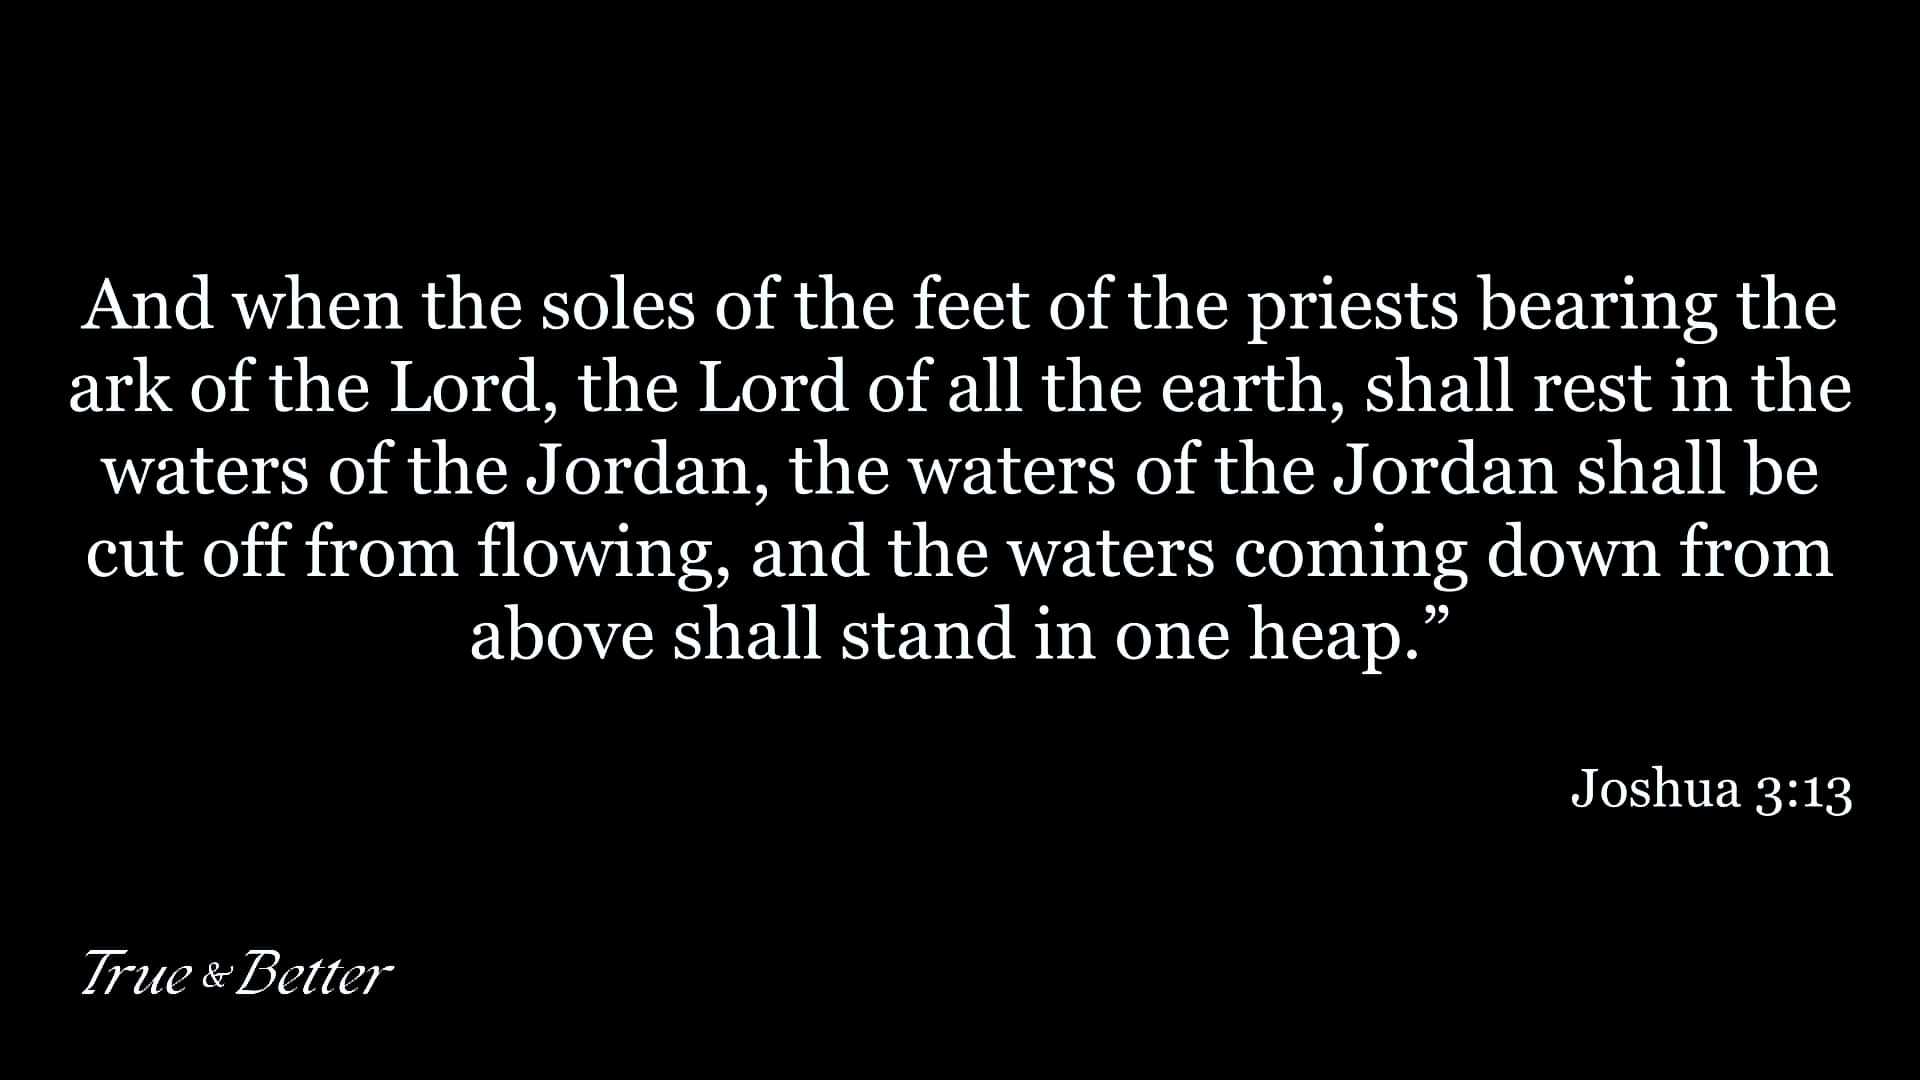 And when the soles of the feet of the priests bearing the
ark of the Lord, the Lord of all the earth, shall rest in the
waters of the Jordan, the waters of the Jordan shall be
cut off from flowing, and the waters coming down from
above shall stand in one heap.”
Joshua 3:13
True & Better